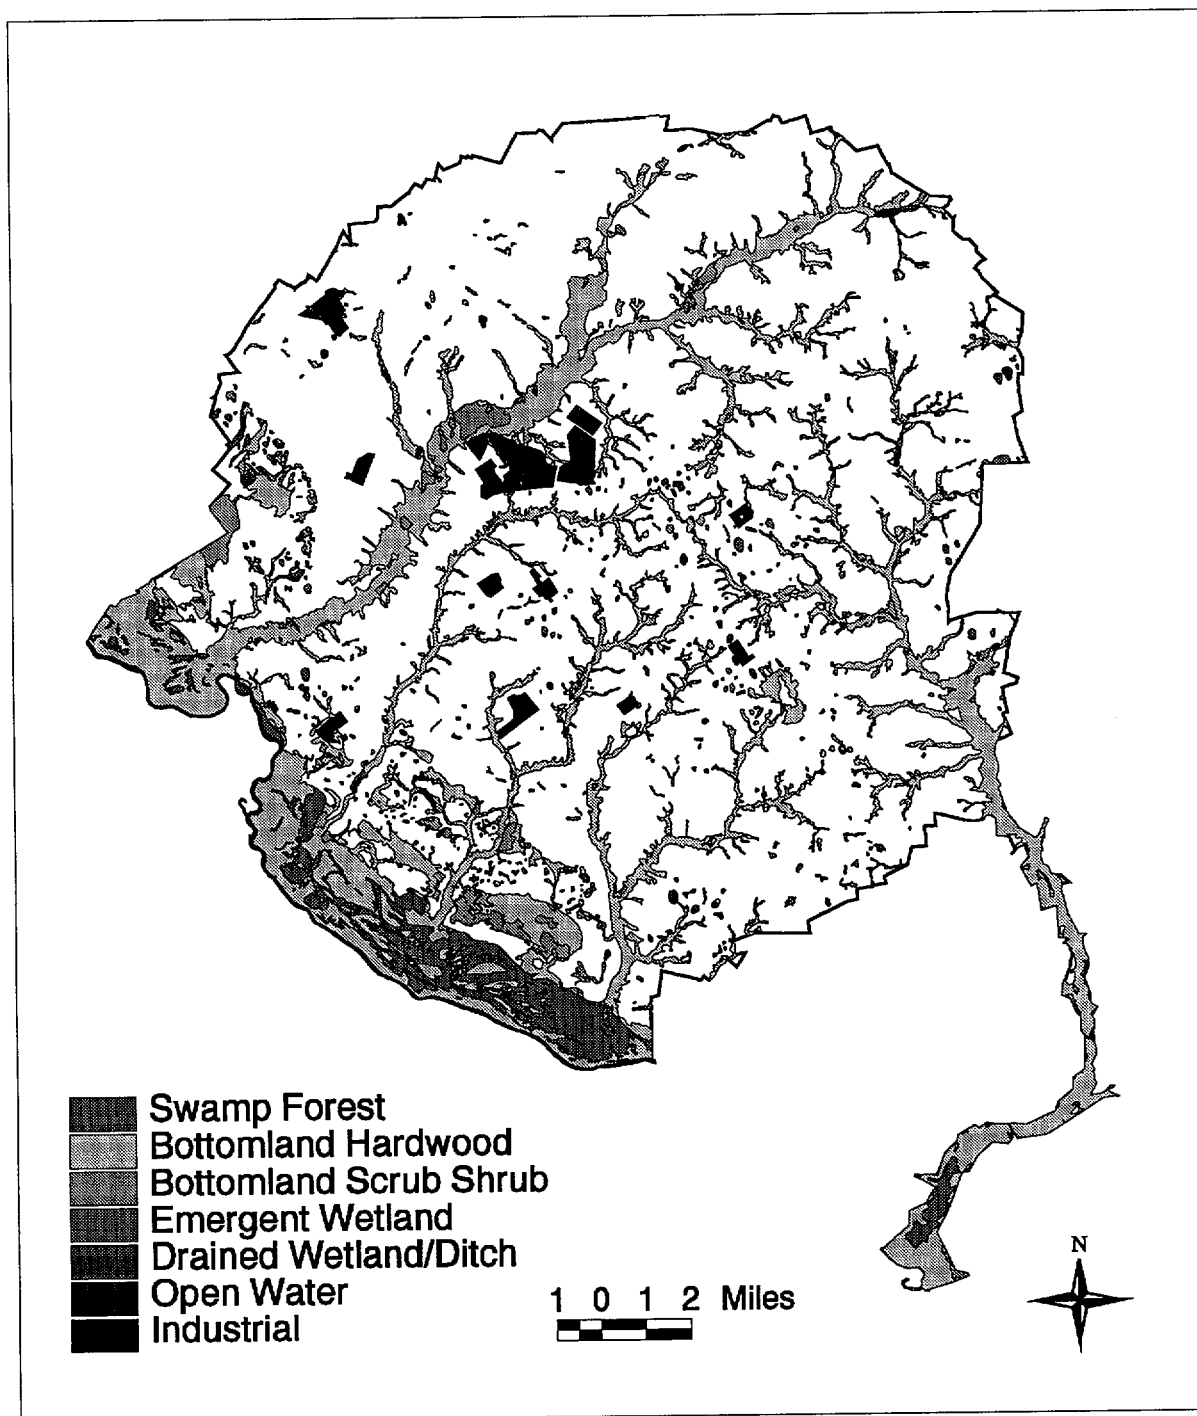 Swamp Forest
Bottomland Hardwood
Bottomland Scrub Shrub
Emergent Wetland
Drained Wetland/Ditch
Open Water
Industrial
1 0 1 2 Miles
N